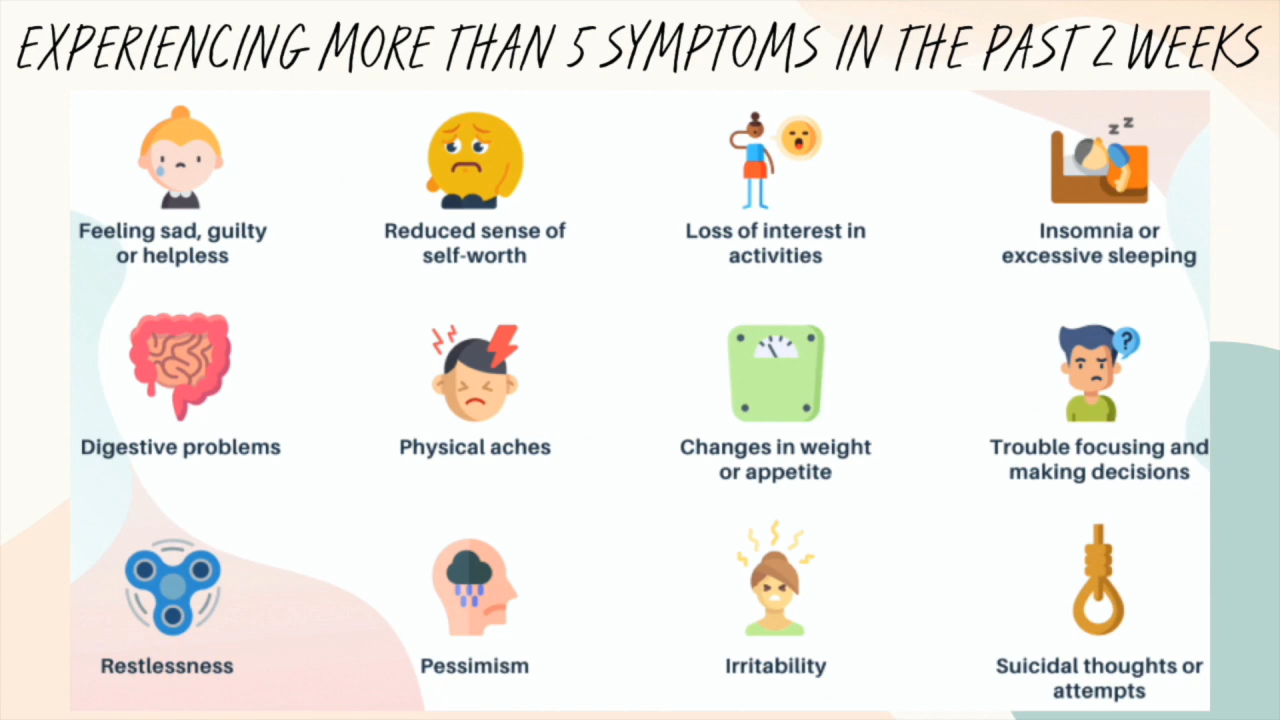 EXPERIENCING MORE THAN 5 SYMPTOMS IN THE PAST 2 WEEKS
z z
Feeling sad, guilty
or helpless
Reduced sense of
self-worth
Loss of interest in
activities
Insomnia or
excessive sleeping
?
Digestive problems
Physical aches
Changes in weight
or appetite
Trouble focusing and
making decisions
Restlessness
Pessimism
Irritability
Suicidal thoughts or
attempts